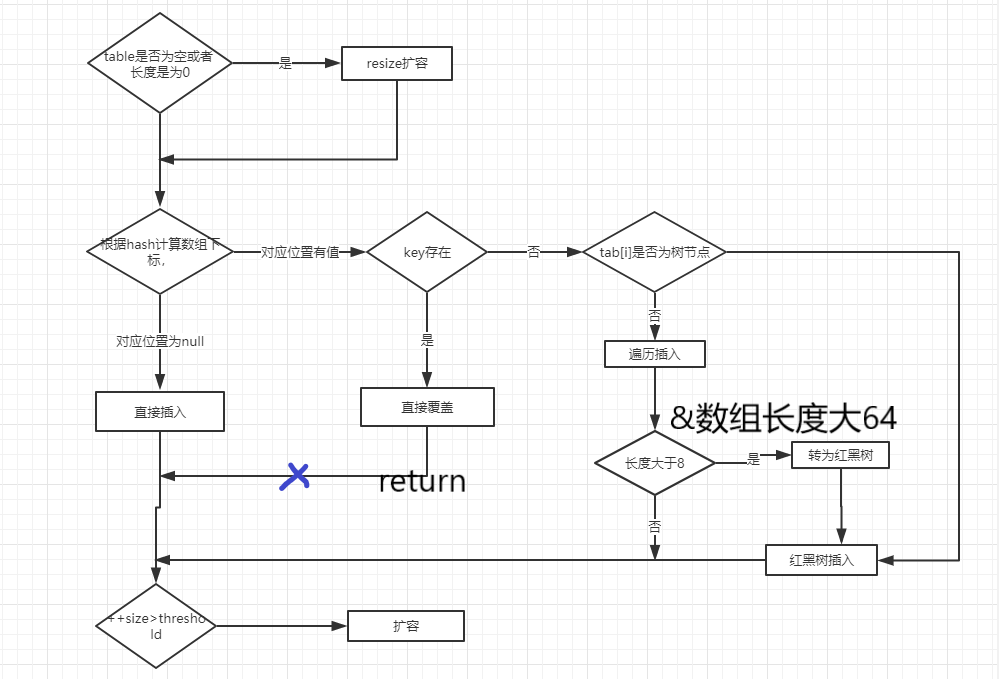 table是否为空或者
长度是为0
是
resize扩容
根据hash计算数组下
标，
对应位置有值
key存在
否
tab[i]是否为树节点
对应位置为null
是
否
直接插入
直接覆盖
遍历插入
&数组长度大64
长度大于8
是
转为红黑树
return
否
红黑树插入
++size>thresho
ld
扩容